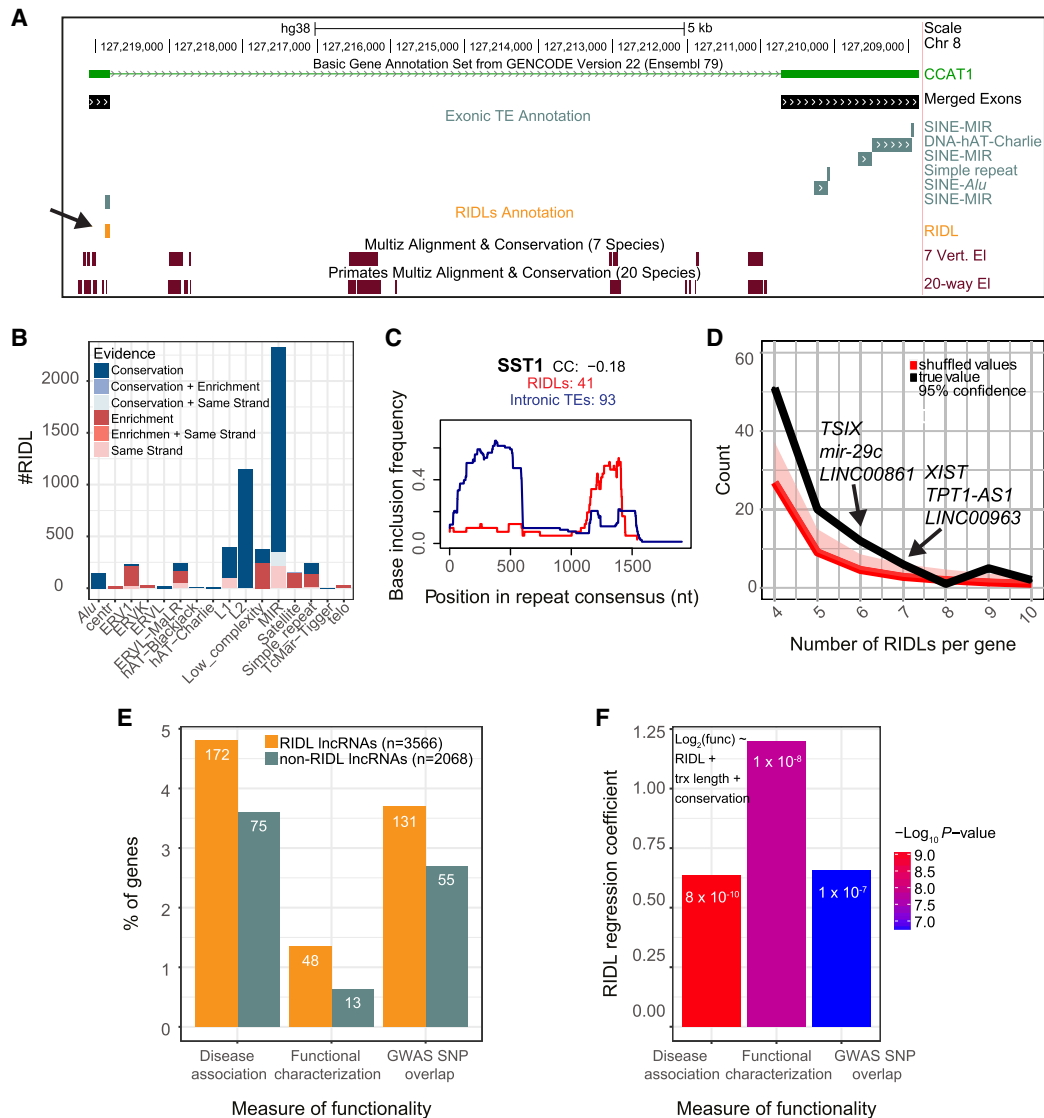 A
hg38
5 kb
Scale
127,219,000
127,218,000
127,217,000
127,216,000
127,215,000
127,214,000
127,213,000
127,212,000
127,211,000
127,210,000
127,209,000
Chr 8
Basic Gene Annotation Set from GENCODE Version 22 (Ensembl 79)
CCAT1
Merged Exons
Exonic TE Annotation
SINE-MIR
DNA-hAT-Charlie
SINE-MIR
Simple repeat
SINE-Alu
SINE-MIR
RIDLs Annotation
RIDL
Multiz Alignment & Conservation (7 Species)
7 Vert. El
Primates Multiz Alignment & Conservation (20 Species)
20-way El
B
Evidence
Conservation
Conservation + Enrichment
Conservation + Same Strand
Enrichment
Enrichmen + Same Strand
Same Strand
#RIDL
2000
1500
1000
500
0
Alu
centr
ERV1
ERVK
ERVL
ERVL−MaLR
hAT−Blackjack
hAT−Charlie
L1
L2
Low_complexity
MIR
Satellite
Simple_repeat
TcMar−Tigger
telo
C
SST1 CC: −0.18
RIDLs: 41
Intronic TEs: 93
Base inclusion frequency
0.4
0.0
0
500
1000
1500
Position in repeat consensus (nt)
D
shuffled values
true value
95% confidence
Count
60
40
20
0
TSIX
mir-29c
LINC00861
XIST
TPT1-AS1
LINC00963
4
5
6
7
8
9
10
Number of RIDLs per gene
E
RIDL lncRNAs (n=3566)
non-RIDL lncRNAs (n=2068)
% of genes
5
4
3
2
1
0
172
75
48
13
131
55
Disease association
Functional characterization
GWAS SNP overlap
Measure of functionality
F
Log2(func) ~
RIDL +
trx length +
conservation
RIDL regression coefficient
1.25
1.00
0.75
0.50
0.25
0.00
8 x 10-10
1 x 10-8
1 x 10-7
Disease association
Functional characterization
GWAS SNP overlap
Measure of functionality
−Log10 P−value
9.0
8.5
8.0
7.5
7.0